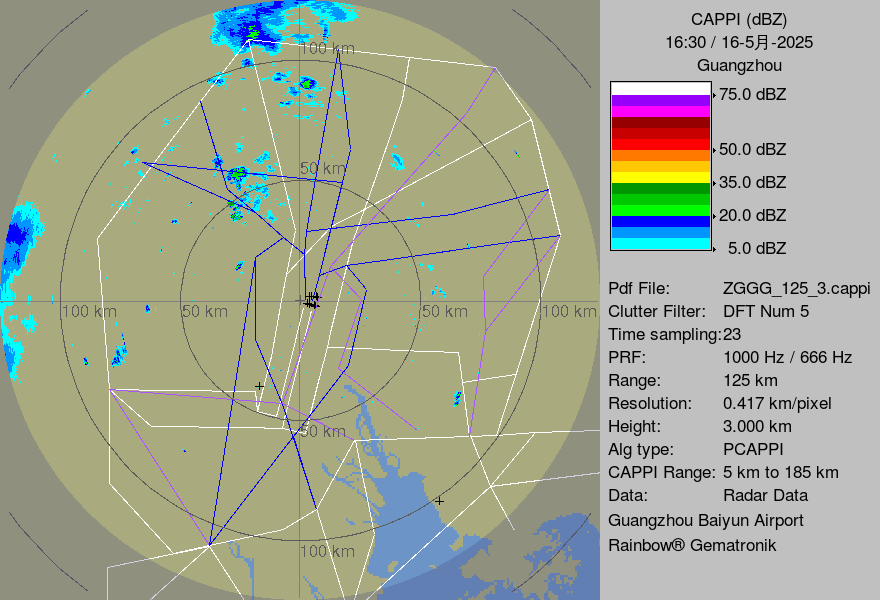 CAPPI (dBZ)
16:30 / 16-5月-2025
Guangzhou
75.0 dBZ
50.0 dBZ
35.0 dBZ
20.0 dBZ
5.0 dBZ
Pdf File: ZGGG_125_3.cappi
Clutter Filter: DFT Num 5
Time sampling:23
PRF: 1000 Hz / 666 Hz
Range: 125 km
Resolution: 0.417 km/pixel
Height: 3.000 km
Alg type: PCAPPI
CAPPI Range: 5 km to 185 km
Data: Radar Data
Guangzhou Baiyun Airport
Rainbow® Gematronik
100 km
50 km
100 km 50 km 50 km 100 km
50 km
100 km